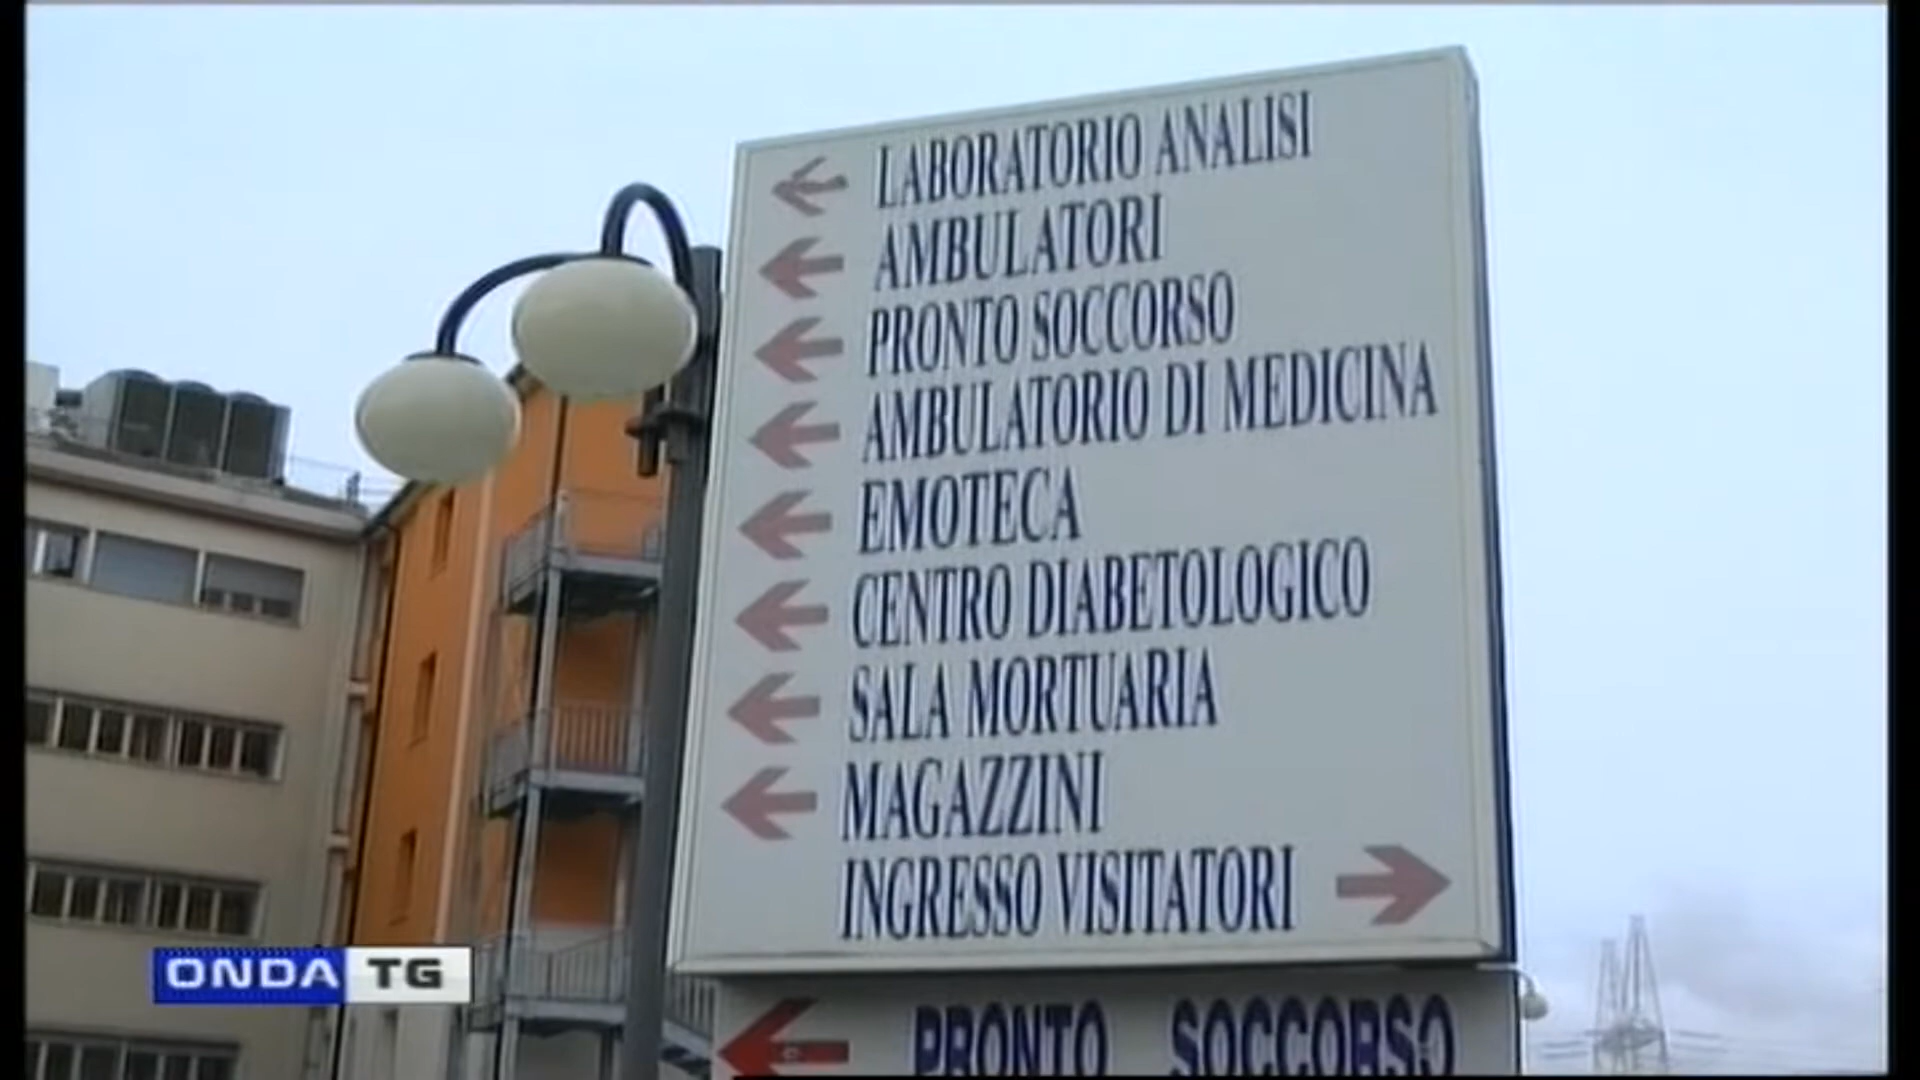 LABORATORIO ANALISI
AMBULATORI
PRONTO SOCCORSO
AMBULATORIO DI MEDICINA
EMOTECA
CENTRO DIABETOLOGICO
SALA MORTUARIA
MAGAZZINI
INGRESSO VISITATORI
PRONTO SOCCORSO
ONDA TG